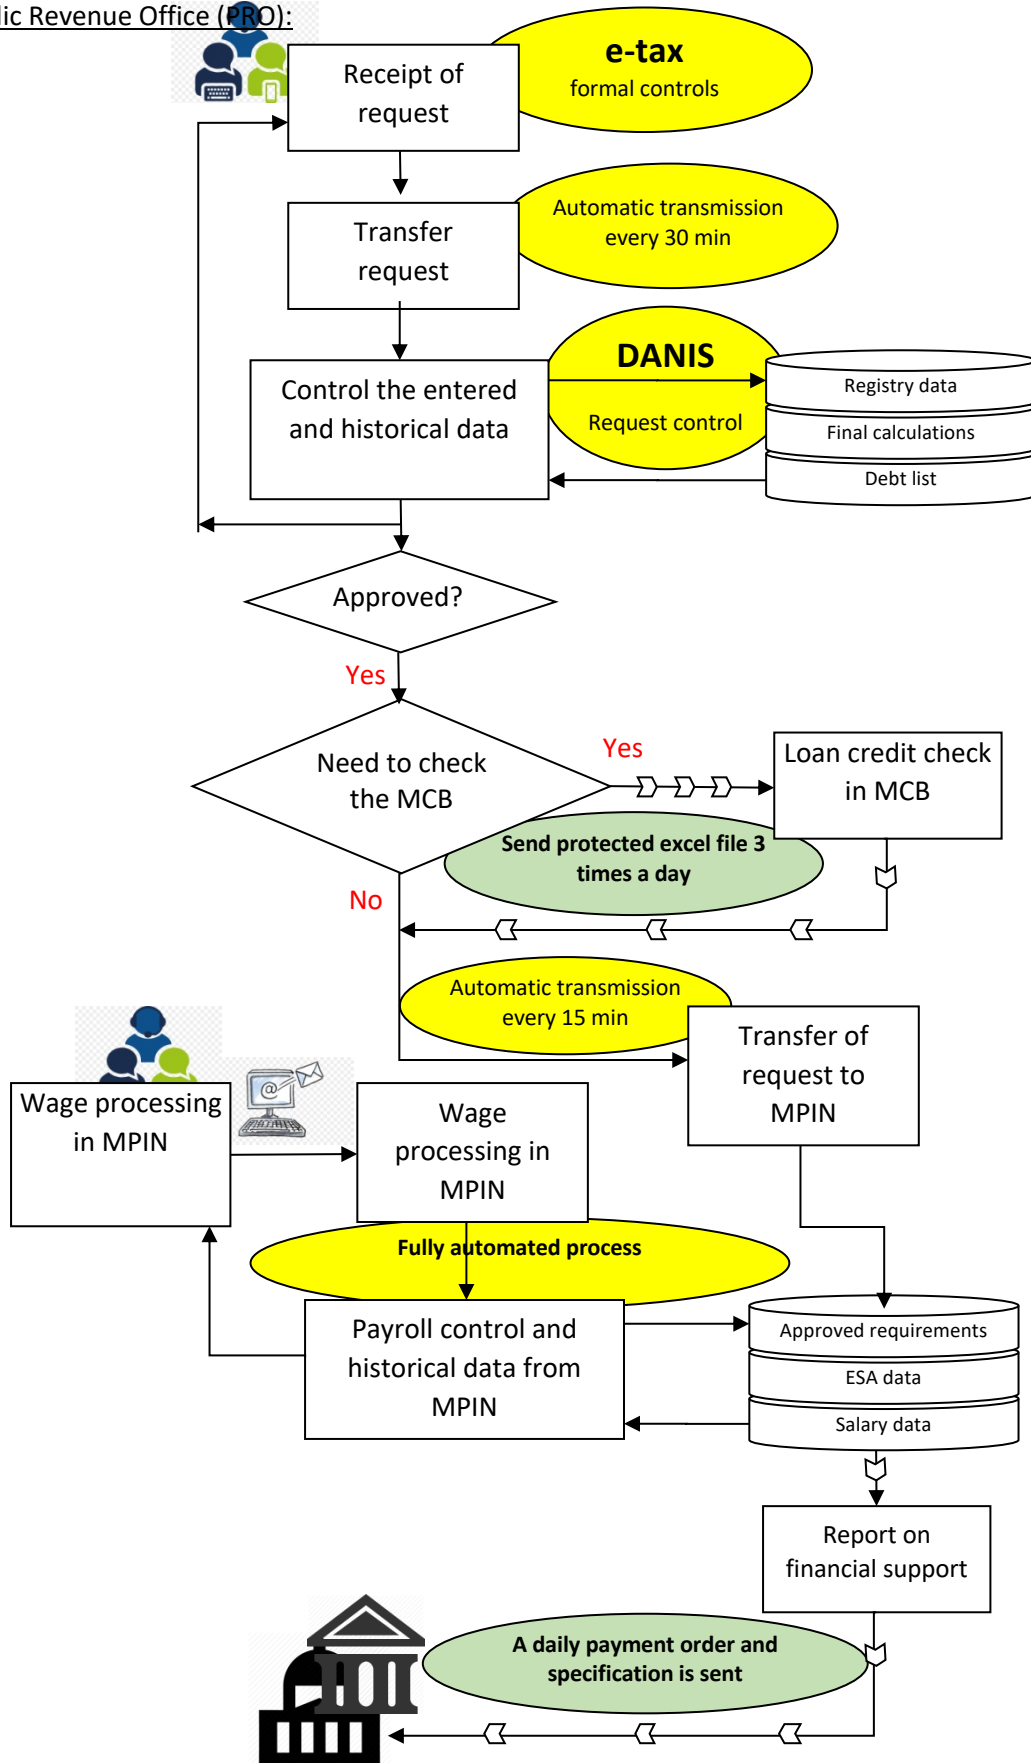 lic Revenue Office (PRO):
e-tax
formal controls
Receipt of
request
Automatic transmission
every 30 min
Transfer
request
DANIS
Request control
Control the entered
and historical data
Registry data
Final calculations
Debt list
Approved?
Yes
Need to check
the MCB
Yes
Loan credit check
in MCB
Send protected excel file 3
times a day
No
Automatic transmission
every 15 min
Transfer of
request to
MPIN
Wage processing
in MPIN
@
Wage
processing in
MPIN
Fully automated process
Payroll control and
historical data from
MPIN
Approved requirements
ESA data
Salary data
Report on
financial support
A daily payment order and
specification is sent